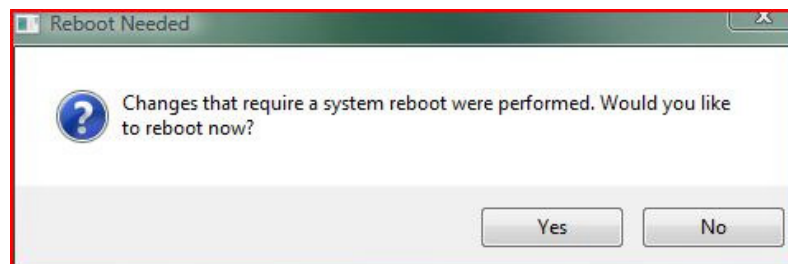 Reboot Needed
Changes that require a system reboot were performed. Would you like
to reboot now?
Yes
No